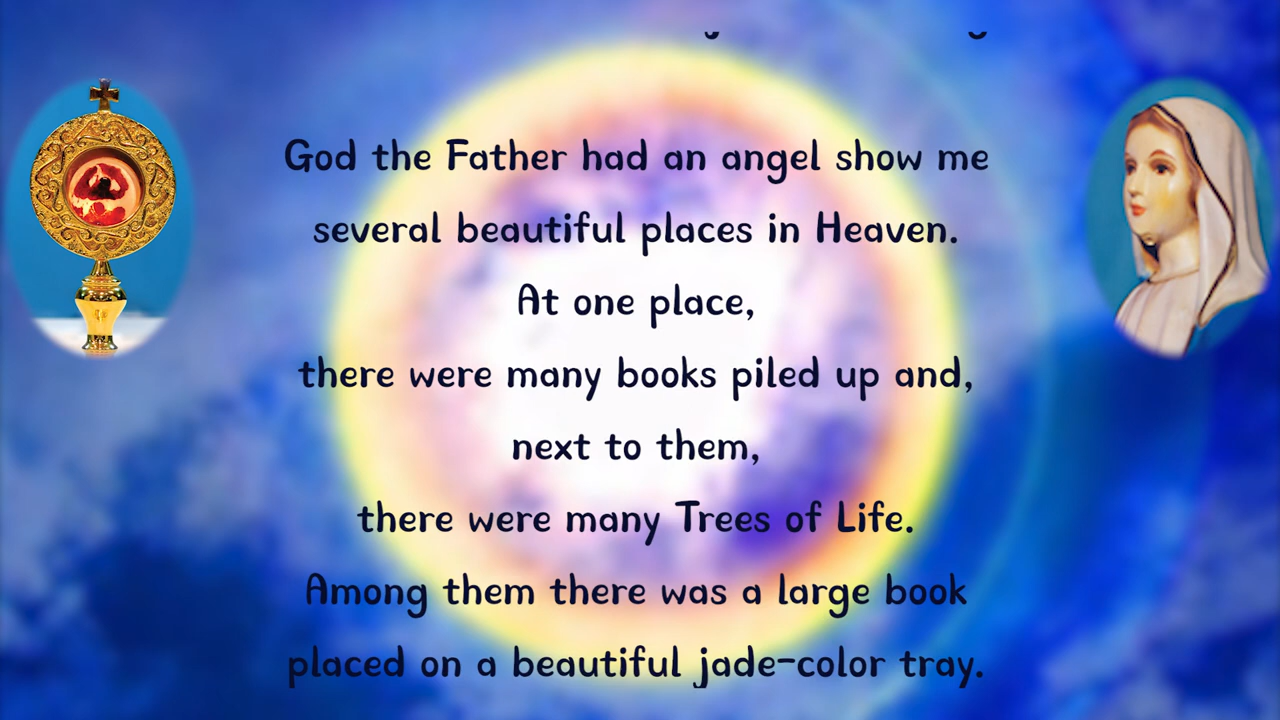 God the Father had an angel show me
several beautiful places in Heaven.
At one place,
there were many books piled up and,
next to them,
there were many Trees of Life.
Among them there was a large book
placed on a beautiful jade-color tray.